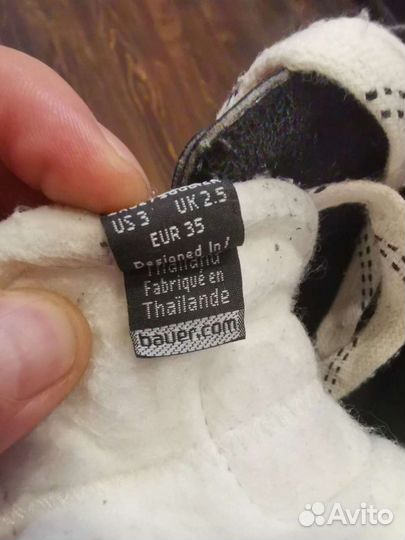 US 3 UK 2.5
EUR 35
Designed In /
Thailand
Fabriqué en
Thaïlande
bauer.com
Avito